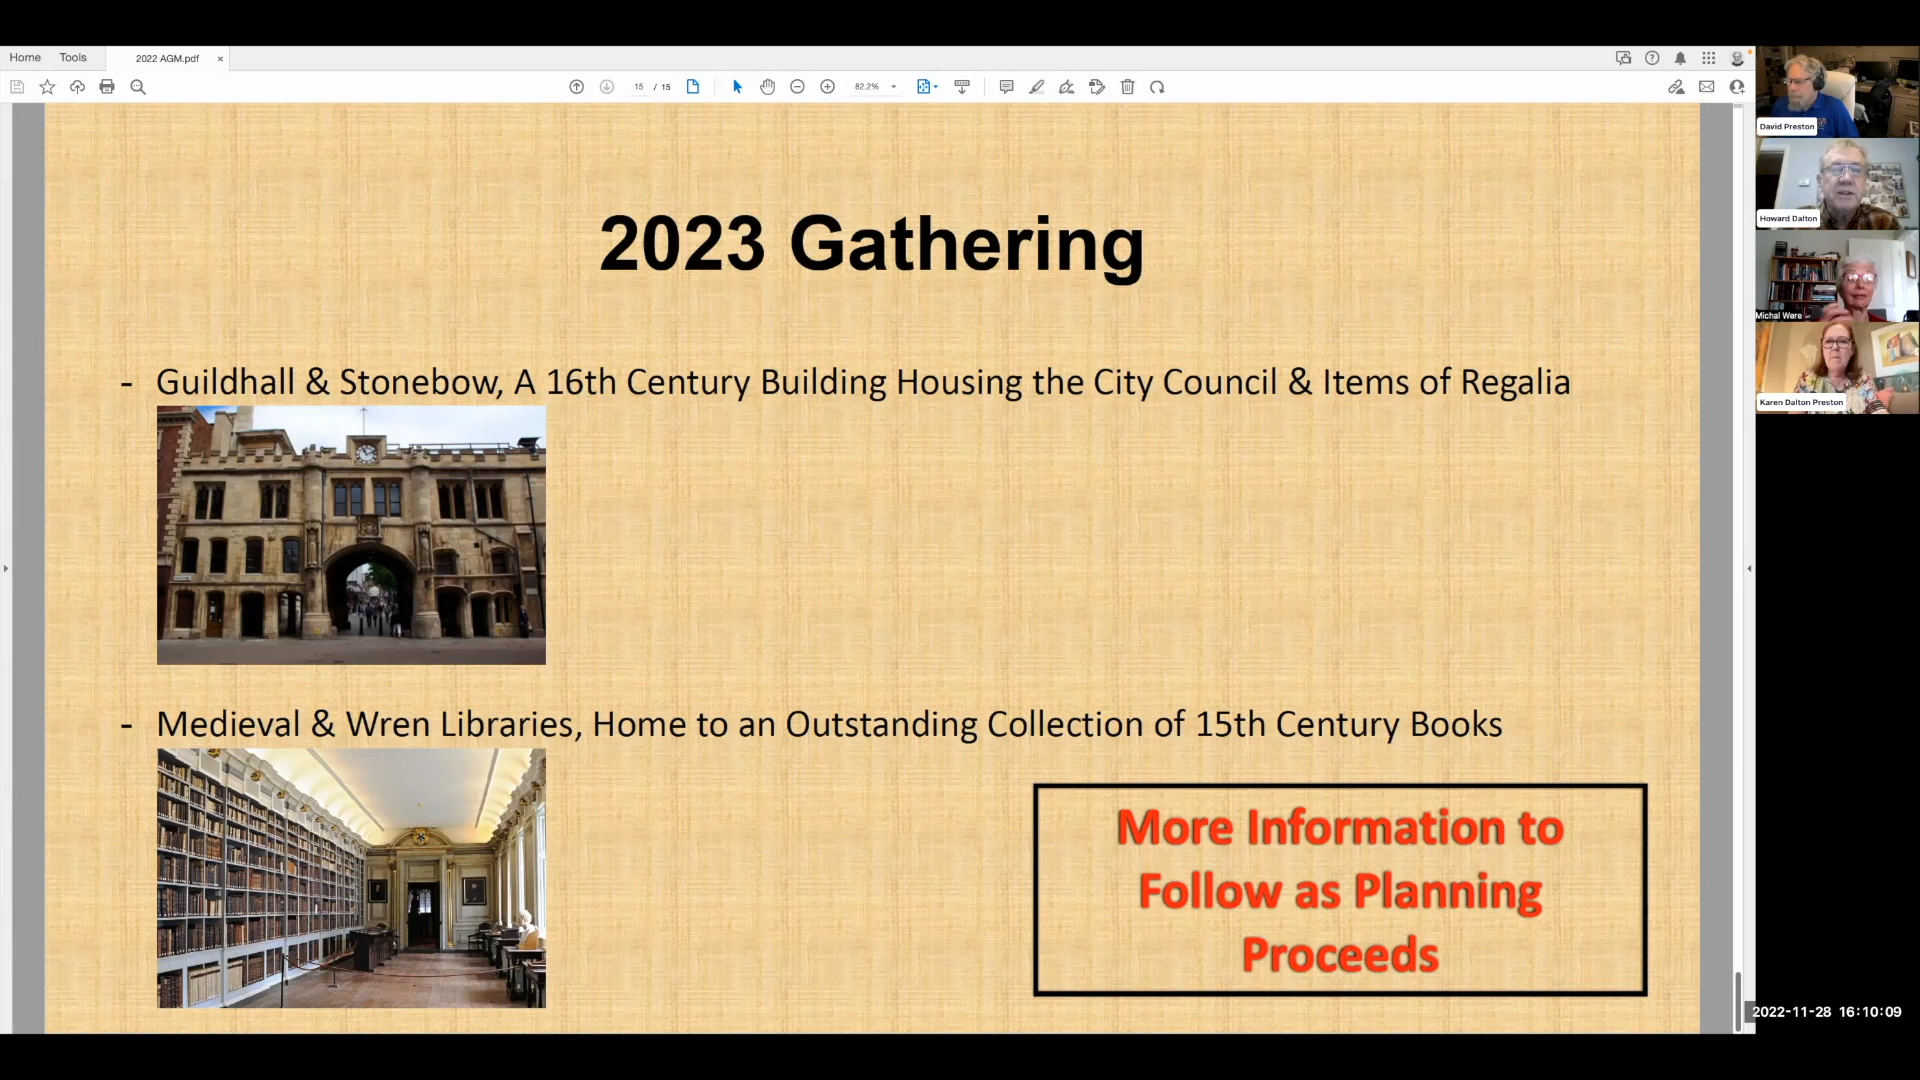 Home
Tools
2022 AGM.pdf
15 / 15
82.2%
2023 Gathering
- Guildhall & Stonebow, A 16th Century Building Housing the City Council & Items of Regalia
- Medieval & Wren Libraries, Home to an Outstanding Collection of 15th Century Books
More Information to
Follow as Planning
Proceeds
David Preston
Howard Dalton
Michal Were
Karen Dalton Preston
2022-11-28 16:10:09